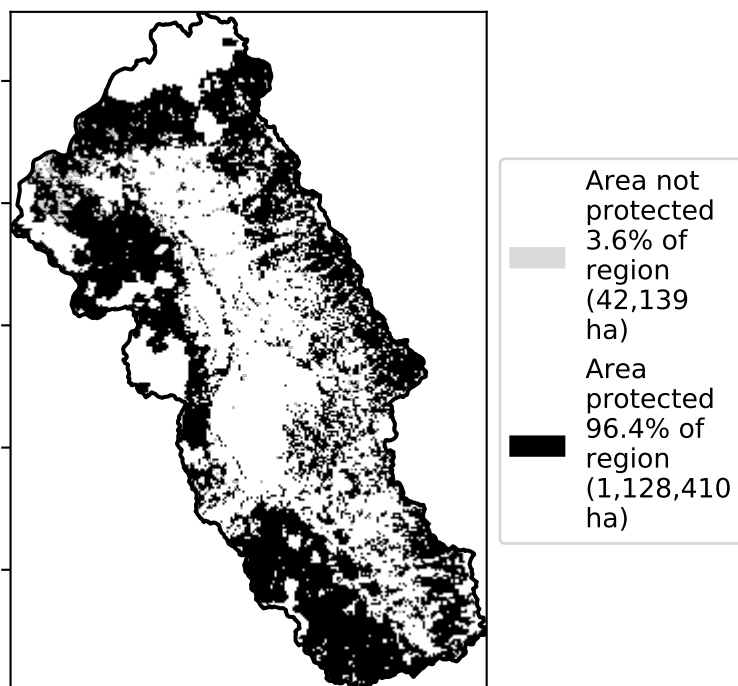 Area not
protected
3.6% of
region
(42,139
ha)
Area
protected
96.4% of
region
(1,128,410
ha)